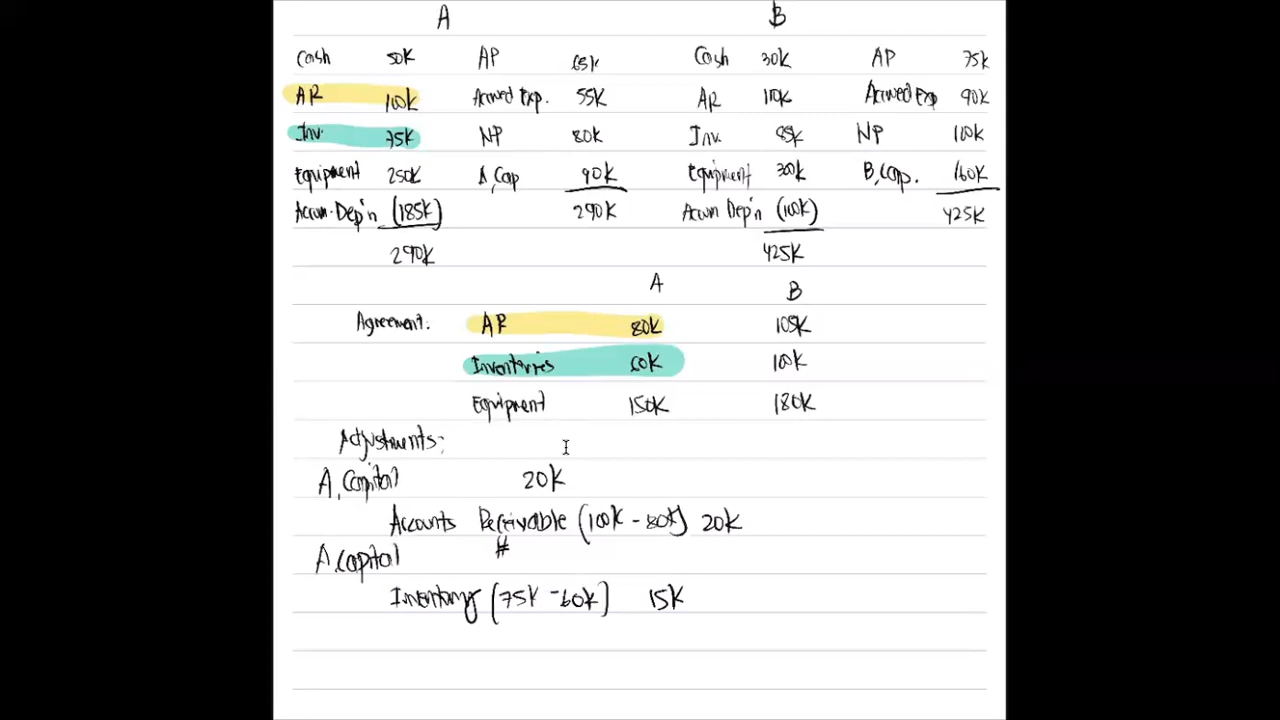 A B
Cash 50K AP 65K Cash 30K AP 75K
AR 100K Accrued Exp. 55K AR 110K Accrued Exp 90K
Inv. 75K NP 80K Inv. 85K NP 100K
Equipment 250K A, Cap 90K Equipment 300K B, Cap. 160K
Accum. Dep'n (185K) 290K Accum Dep'n (100K) 425K
290K 425K
A B
Agreement: AR 80K 105K
Inventories 60K 100K
Equipment 150K 180K
Adjustments:
A, Capital 20K
Accounts Receivable (100K - 80K) 20K
#
A, Capital
Inventory (75K - 60K) 15K